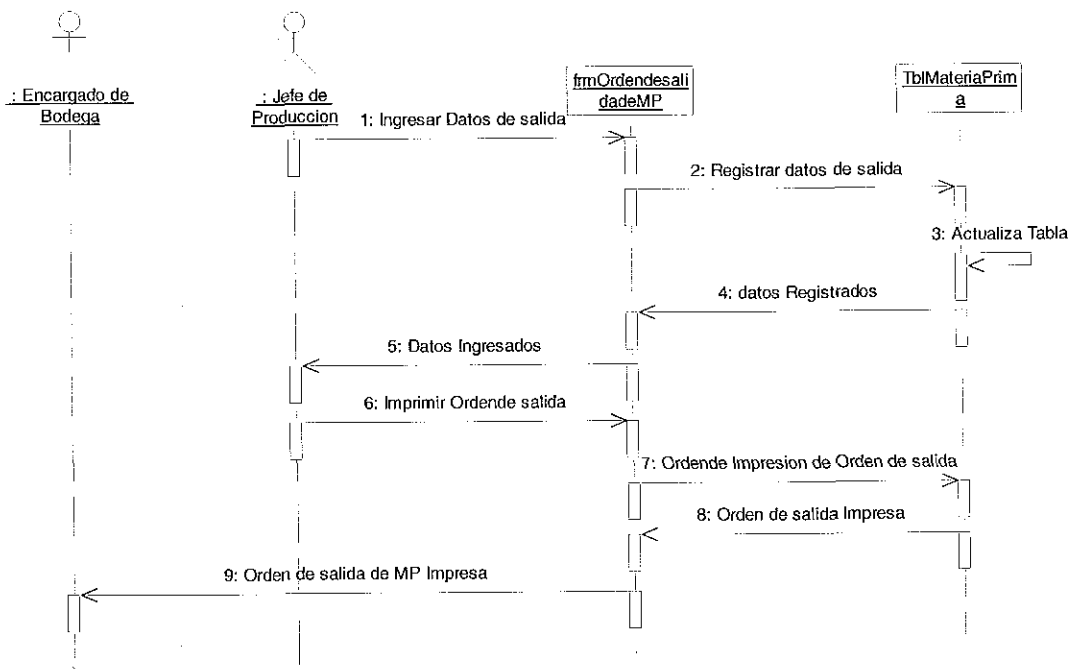 : Encargado de
Bodega
: Jefe de
Produccion
frmOrdendesali
dadeMP
TblMateriaPrim
a
1: Ingresar Datos de salida
2: Registrar datos de salida
3: Actualiza Tabla
4: datos Registrados
5: Datos Ingresados
6: Imprimir Ordende salida
7: Ordende Impresion de Orden de salida
8: Orden de salida Impresa
9: Orden de salida de MP Impresa